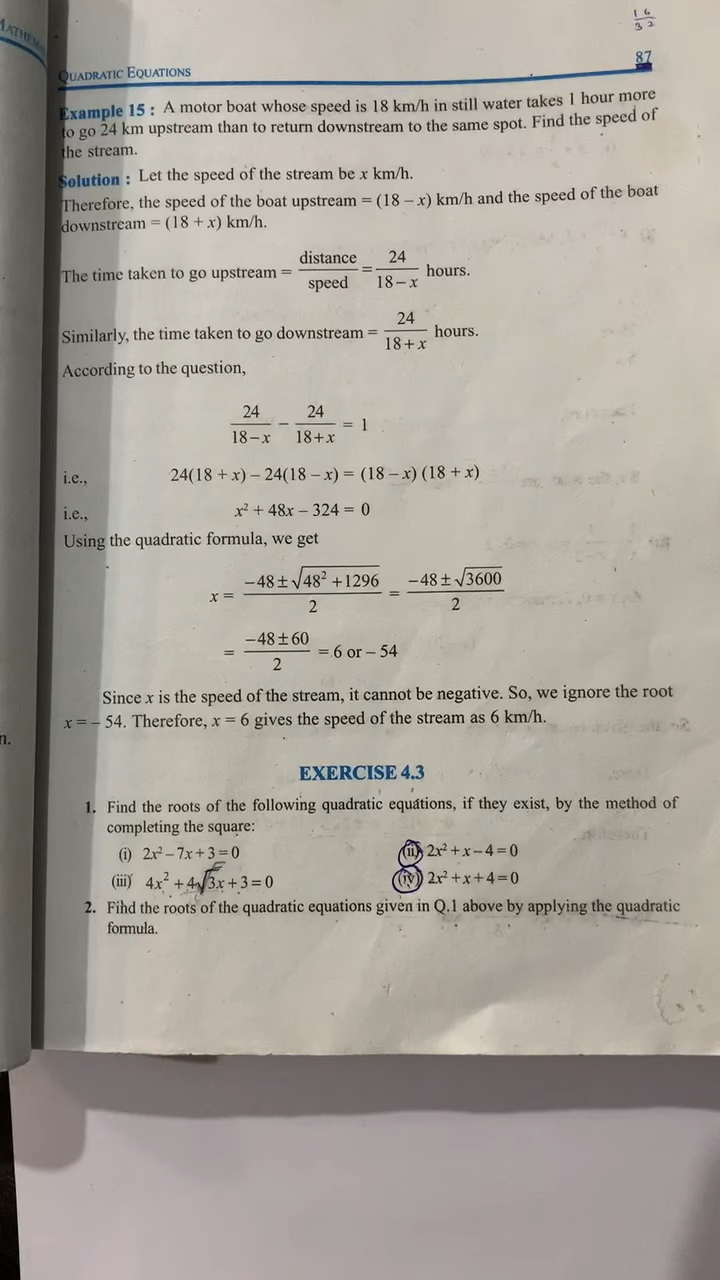 MATHEM
16
32
QUADRATIC EQUATIONS 87
Example 15 : A motor boat whose speed is 18 km/h in still water takes 1 hour more
to go 24 km upstream than to return downstream to the same spot. Find the speed of
the stream.
Solution : Let the speed of the stream be x km/h.
Therefore, the speed of the boat upstream = (18 – x) km/h and the speed of the boat
downstream = (18 + x) km/h.
The time taken to go upstream = distance/speed = 24/(18 – x) hours.
Similarly, the time taken to go downstream = 24/(18 + x) hours.
According to the question,
24/(18 – x) – 24/(18 + x) = 1
i.e., 24(18 + x) – 24(18 – x) = (18 – x) (18 + x)
i.e., x² + 48x – 324 = 0
Using the quadratic formula, we get
x = (–48 ± √(48² + 1296))/2 = (–48 ± √3600)/2
= (–48 ± 60)/2 = 6 or – 54
Since x is the speed of the stream, it cannot be negative. So, we ignore the root
x = – 54. Therefore, x = 6 gives the speed of the stream as 6 km/h.
n.
EXERCISE 4.3
1. Find the roots of the following quadratic equations, if they exist, by the method of
completing the square:
(i) 2x² – 7x + 3 = 0 (ii) 2x² + x – 4 = 0
(iii) 4x² + 4√3x + 3 = 0 (iv) 2x² + x + 4 = 0
2. Find the roots of the quadratic equations given in Q.1 above by applying the quadratic
formula.